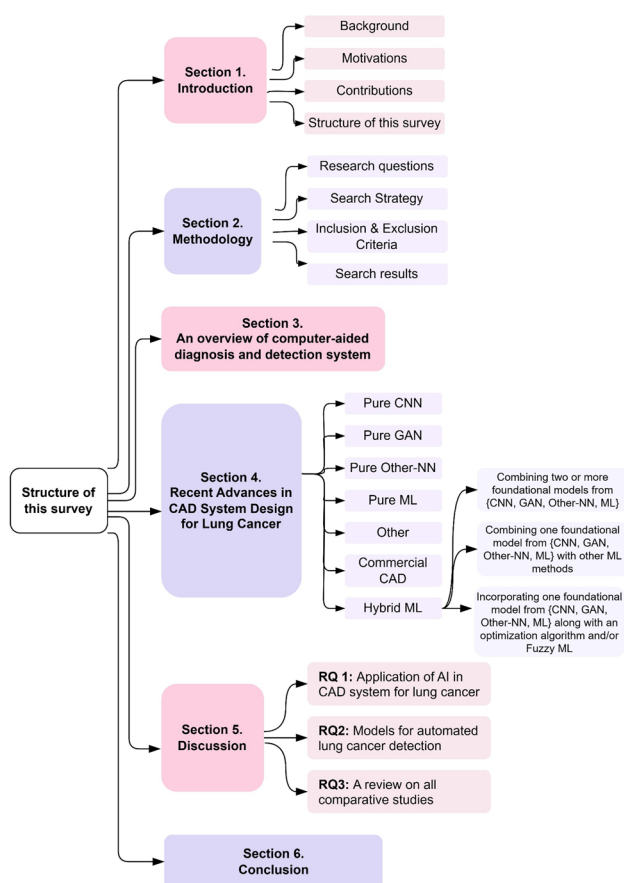 Structure of
this survey
Section 1.
Introduction
Background
Motivations
Contributions
Structure of this survey
Section 2.
Methodology
Research questions
Search Strategy
Inclusion & Exclusion
Criteria
Search results
Section 3.
An overview of computer-aided
diagnosis and detection system
Section 4.
Recent Advances in
CAD System Design
for Lung Cancer
Pure CNN
Pure GAN
Pure Other-NN
Pure ML
Other
Commercial
CAD
Hybrid ML
Combining two or more
foundational models from
{CNN, GAN, Other-NN, ML}
Combining one foundational
model from {CNN, GAN,
Other-NN, ML} with other ML
methods
Incorporating one foundational
model from {CNN, GAN,
Other-NN, ML} along with an
optimization algorithm and/or
Fuzzy ML
Section 5.
Discussion
RQ 1: Application of AI in
CAD system for lung cancer
RQ2: Models for automated
lung cancer detection
RQ3: A review on all
comparative studies
Section 6.
Conclusion